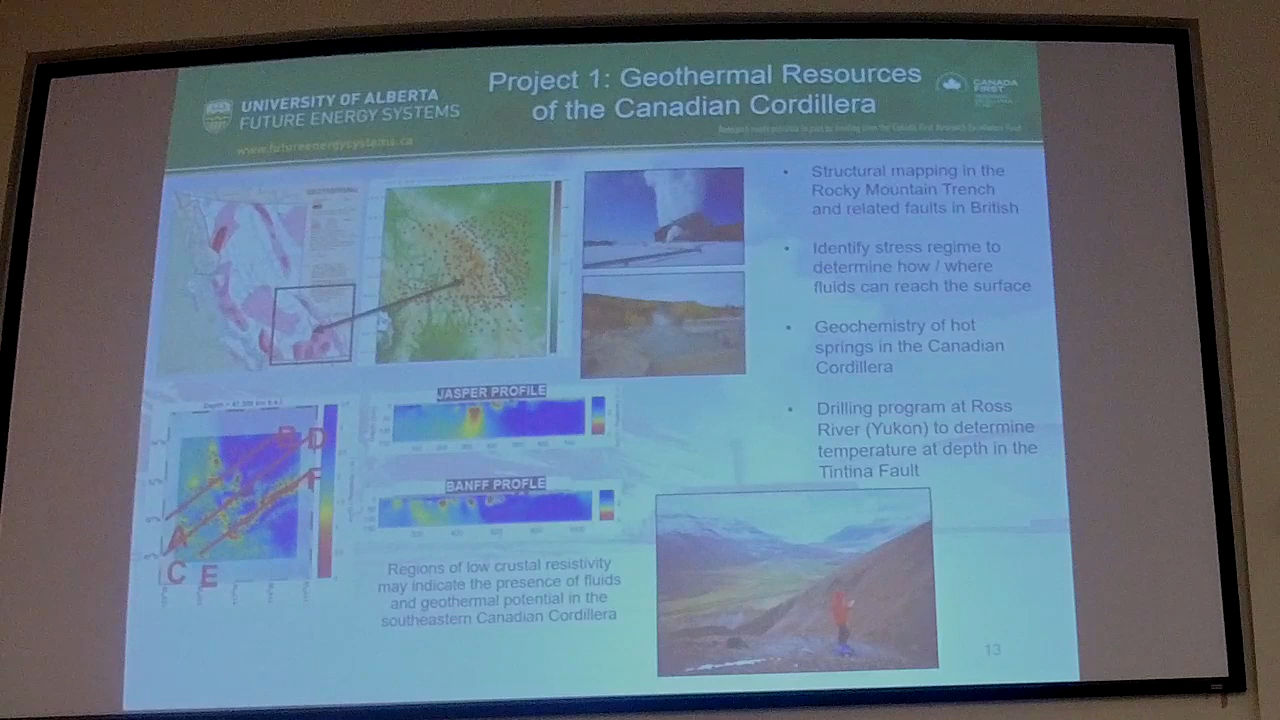 UNIVERSITY OF ALBERTA
FUTURE ENERGY SYSTEMS
www.futureenergysystems.ca
Project 1: Geothermal Resources
of the Canadian Cordillera
CANADA
FIRST
Structural mapping in the
Rocky Mountain Trench
and related faults in British
Identify stress regime to
determine how / where
fluids can reach the surface
Geochemistry of hot
springs in the Canadian
Cordillera
Drilling program at Ross
River (Yukon) to determine
temperature at depth in the
Tintina Fault
JASPER PROFILE
BANFF PROFLE
B
D
F
A
C
E
Regions of low crustal resistivity
may indicate the presence of fluids
and geothermal potential in the
southeastern Canadian Cordillera
13